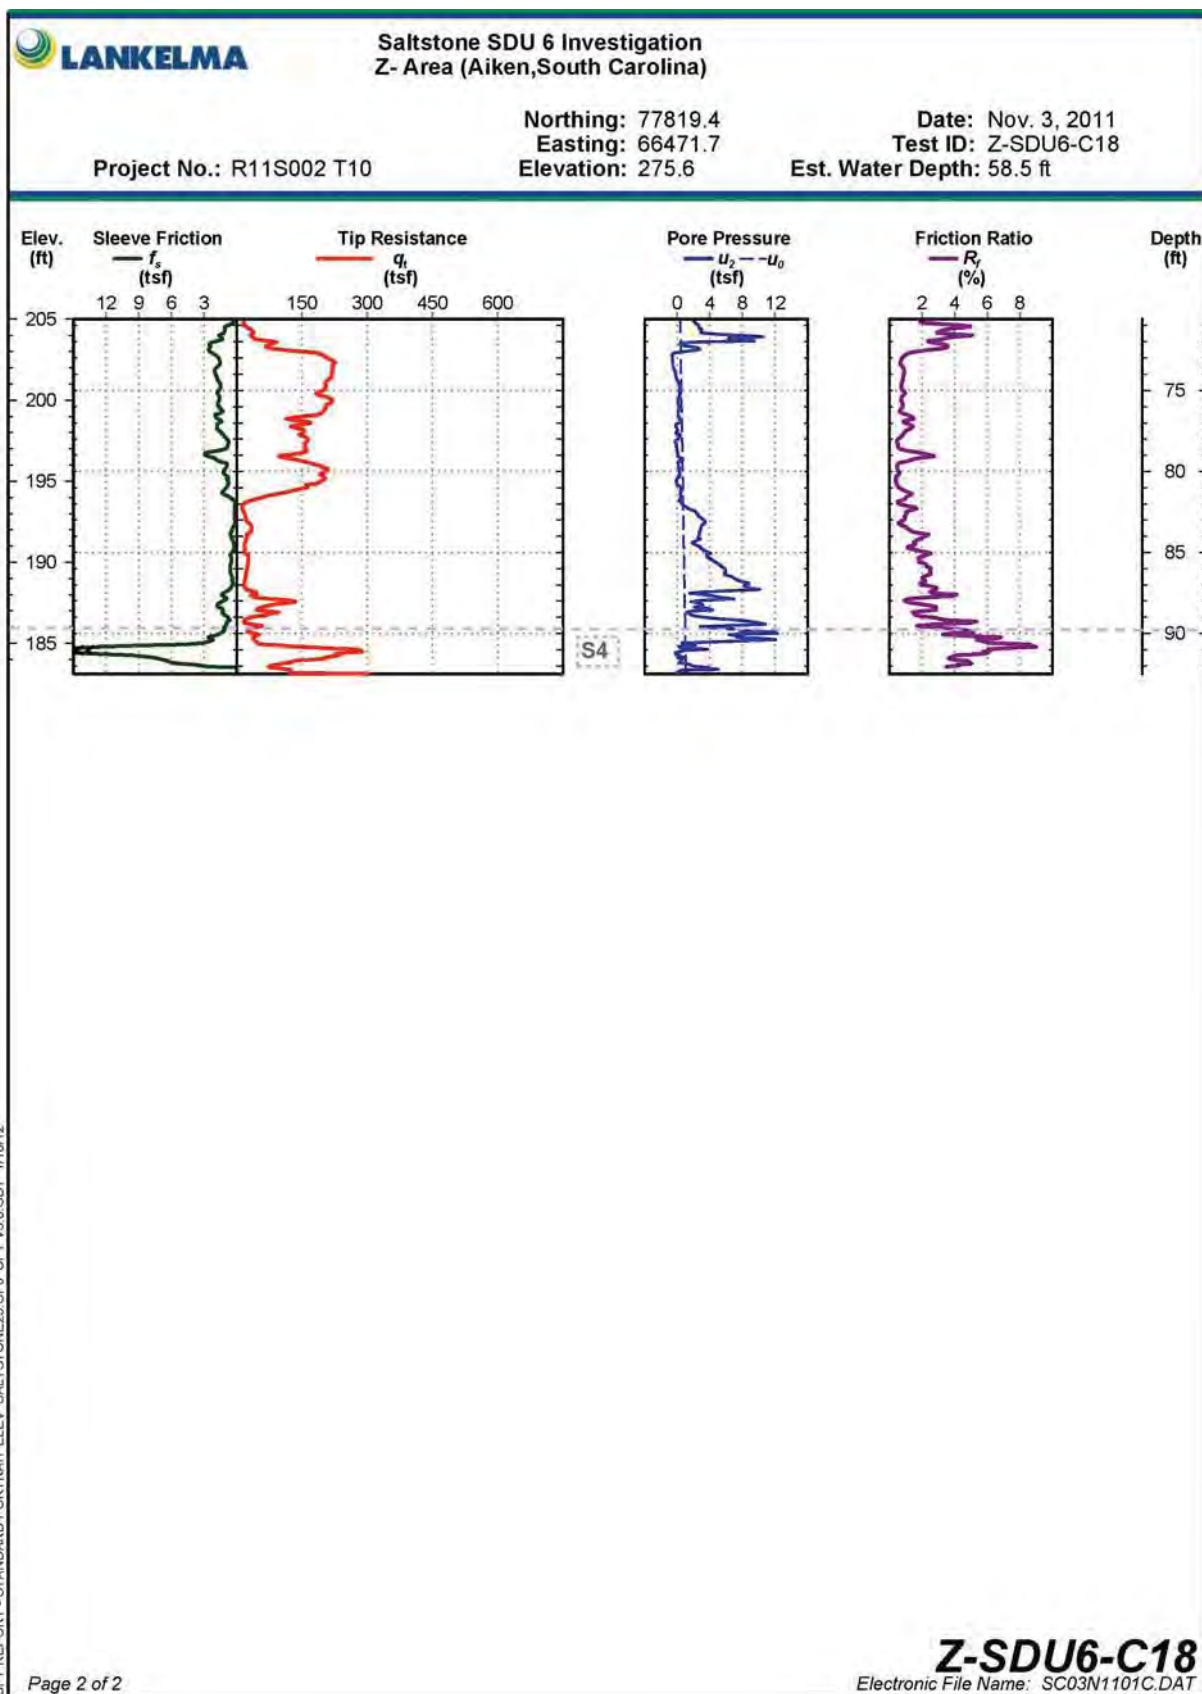 LANKELMA
Saltstone SDU 6 Investigation
Z- Area (Aiken,South Carolina)
Northing: 77819.4
Date: Nov. 3, 2011
Easting: 66471.7
Test ID: Z-SDU6-C18
Project No.: R11S002 T10
Elevation: 275.6
Est. Water Depth: 58.5 ft
Elev.
(ft)
Sleeve Friction
fs
(tsf)
Tip Resistance
qt
(tsf)
Pore Pressure
u2 u0
(tsf)
Friction Ratio
Rf
(%)
Depth
(ft)
12 9 6 3
150 300 450 600
0 4 8 12
2 4 6 8
205
200
195
190
185
75
80
85
90
S4
Z-SDU6-C18
Page 2 of 2
Electronic File Name: SC03N1101C.DAT